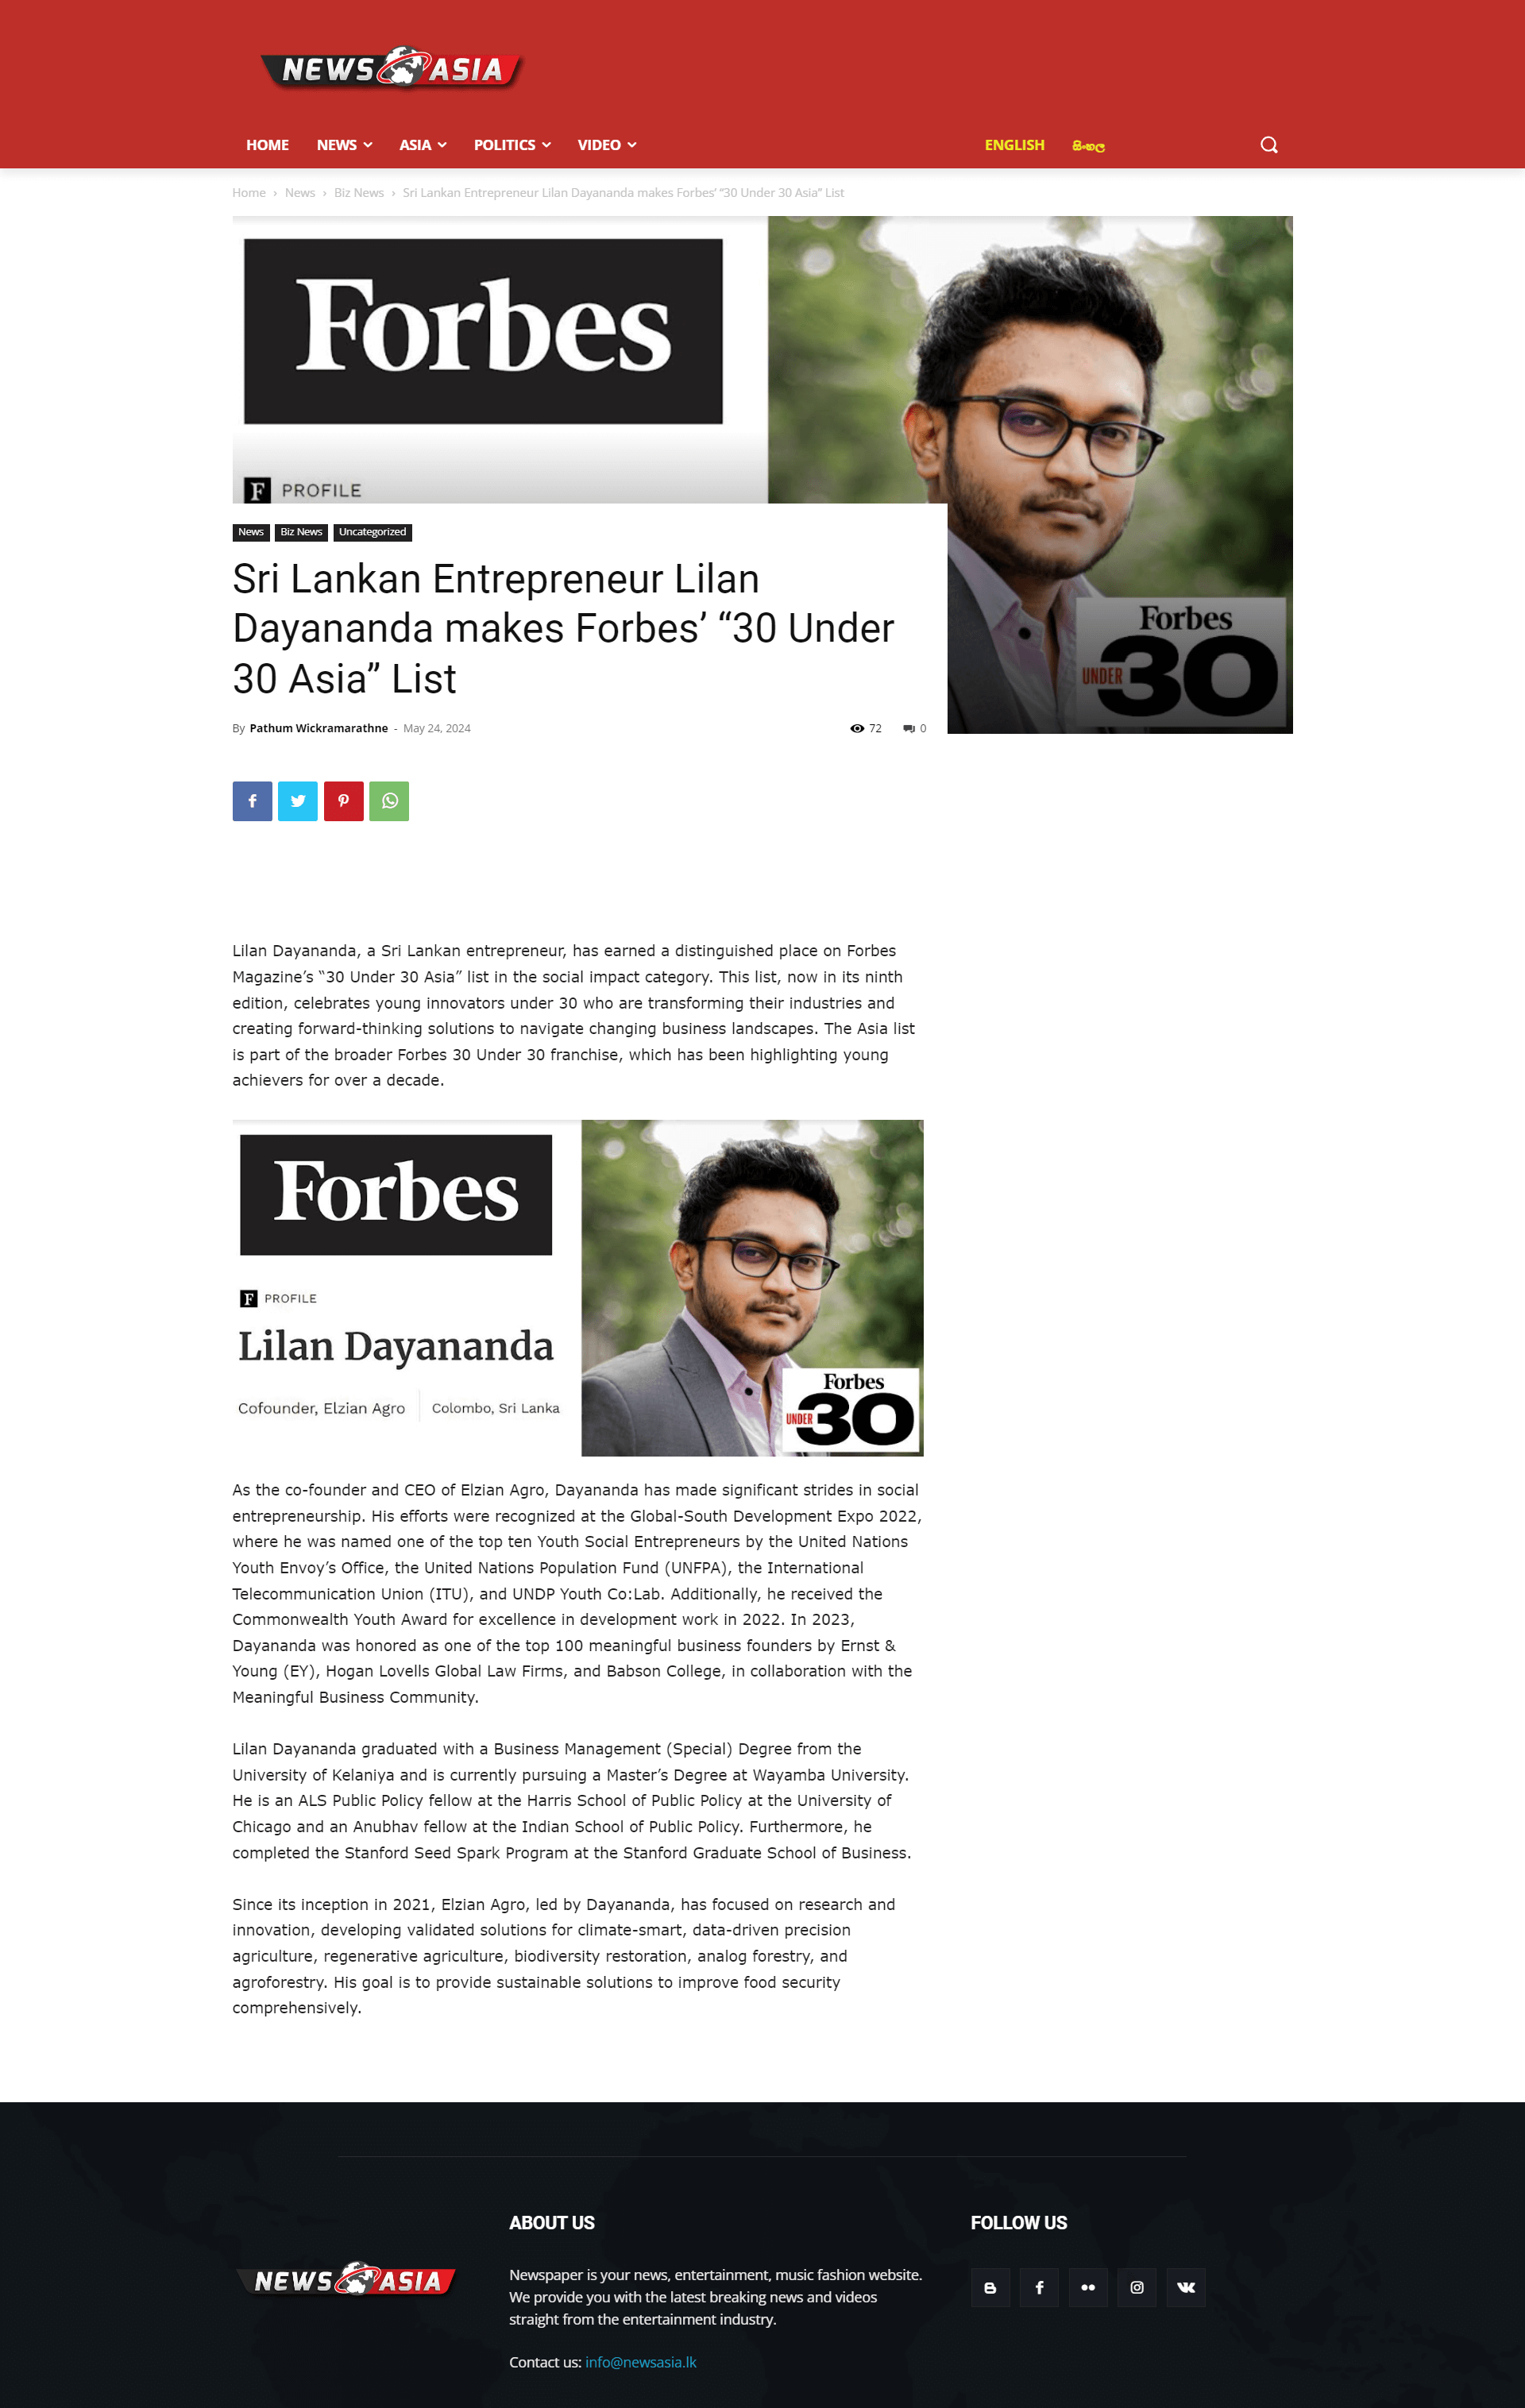 NEWS ASIA
HOME NEWS ASIA POLITICS VIDEO ENGLISH සිංහල
Home › News › Biz News › Sri Lankan Entrepreneur Lilan Dayananda makes Forbes’ “30 Under 30 Asia” List
Forbes
F PROFILE
Forbes
UNDER 30
News Biz News Uncategorized
Sri Lankan Entrepreneur Lilan
Dayananda makes Forbes’ “30 Under
30 Asia” List
By Pathum Wickramarathne - May 24, 2024 72 0
Lilan Dayananda, a Sri Lankan entrepreneur, has earned a distinguished place on Forbes
Magazine’s “30 Under 30 Asia” list in the social impact category. This list, now in its ninth
edition, celebrates young innovators under 30 who are transforming their industries and
creating forward-thinking solutions to navigate changing business landscapes. The Asia list
is part of the broader Forbes 30 Under 30 franchise, which has been highlighting young
achievers for over a decade.
Forbes
F PROFILE
Lilan Dayananda
Cofounder, Elzian Agro Colombo, Sri Lanka
Forbes
UNDER 30
As the co-founder and CEO of Elzian Agro, Dayananda has made significant strides in social
entrepreneurship. His efforts were recognized at the Global-South Development Expo 2022,
where he was named one of the top ten Youth Social Entrepreneurs by the United Nations
Youth Envoy’s Office, the United Nations Population Fund (UNFPA), the International
Telecommunication Union (ITU), and UNDP Youth Co:Lab. Additionally, he received the
Commonwealth Youth Award for excellence in development work in 2022. In 2023,
Dayananda was honored as one of the top 100 meaningful business founders by Ernst &
Young (EY), Hogan Lovells Global Law Firms, and Babson College, in collaboration with the
Meaningful Business Community.
Lilan Dayananda graduated with a Business Management (Special) Degree from the
University of Kelaniya and is currently pursuing a Master’s Degree at Wayamba University.
He is an ALS Public Policy fellow at the Harris School of Public Policy at the University of
Chicago and an Anubhav fellow at the Indian School of Public Policy. Furthermore, he
completed the Stanford Seed Spark Program at the Stanford Graduate School of Business.
Since its inception in 2021, Elzian Agro, led by Dayananda, has focused on research and
innovation, developing validated solutions for climate-smart, data-driven precision
agriculture, regenerative agriculture, biodiversity restoration, analog forestry, and
agroforestry. His goal is to provide sustainable solutions to improve food security
comprehensively.
NEWS ASIA
ABOUT US
Newspaper is your news, entertainment, music fashion website.
We provide you with the latest breaking news and videos
straight from the entertainment industry.
Contact us: info@newsasia.lk
FOLLOW US